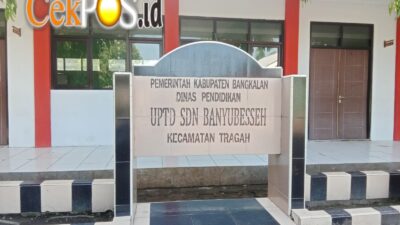 CekPOS.id
PEMERINTAH KABUPATEN BANGKALAN
DINAS PENDIDIKAN
UPTD SDN BANYUBESSEH
KECAMATAN TRAGAH